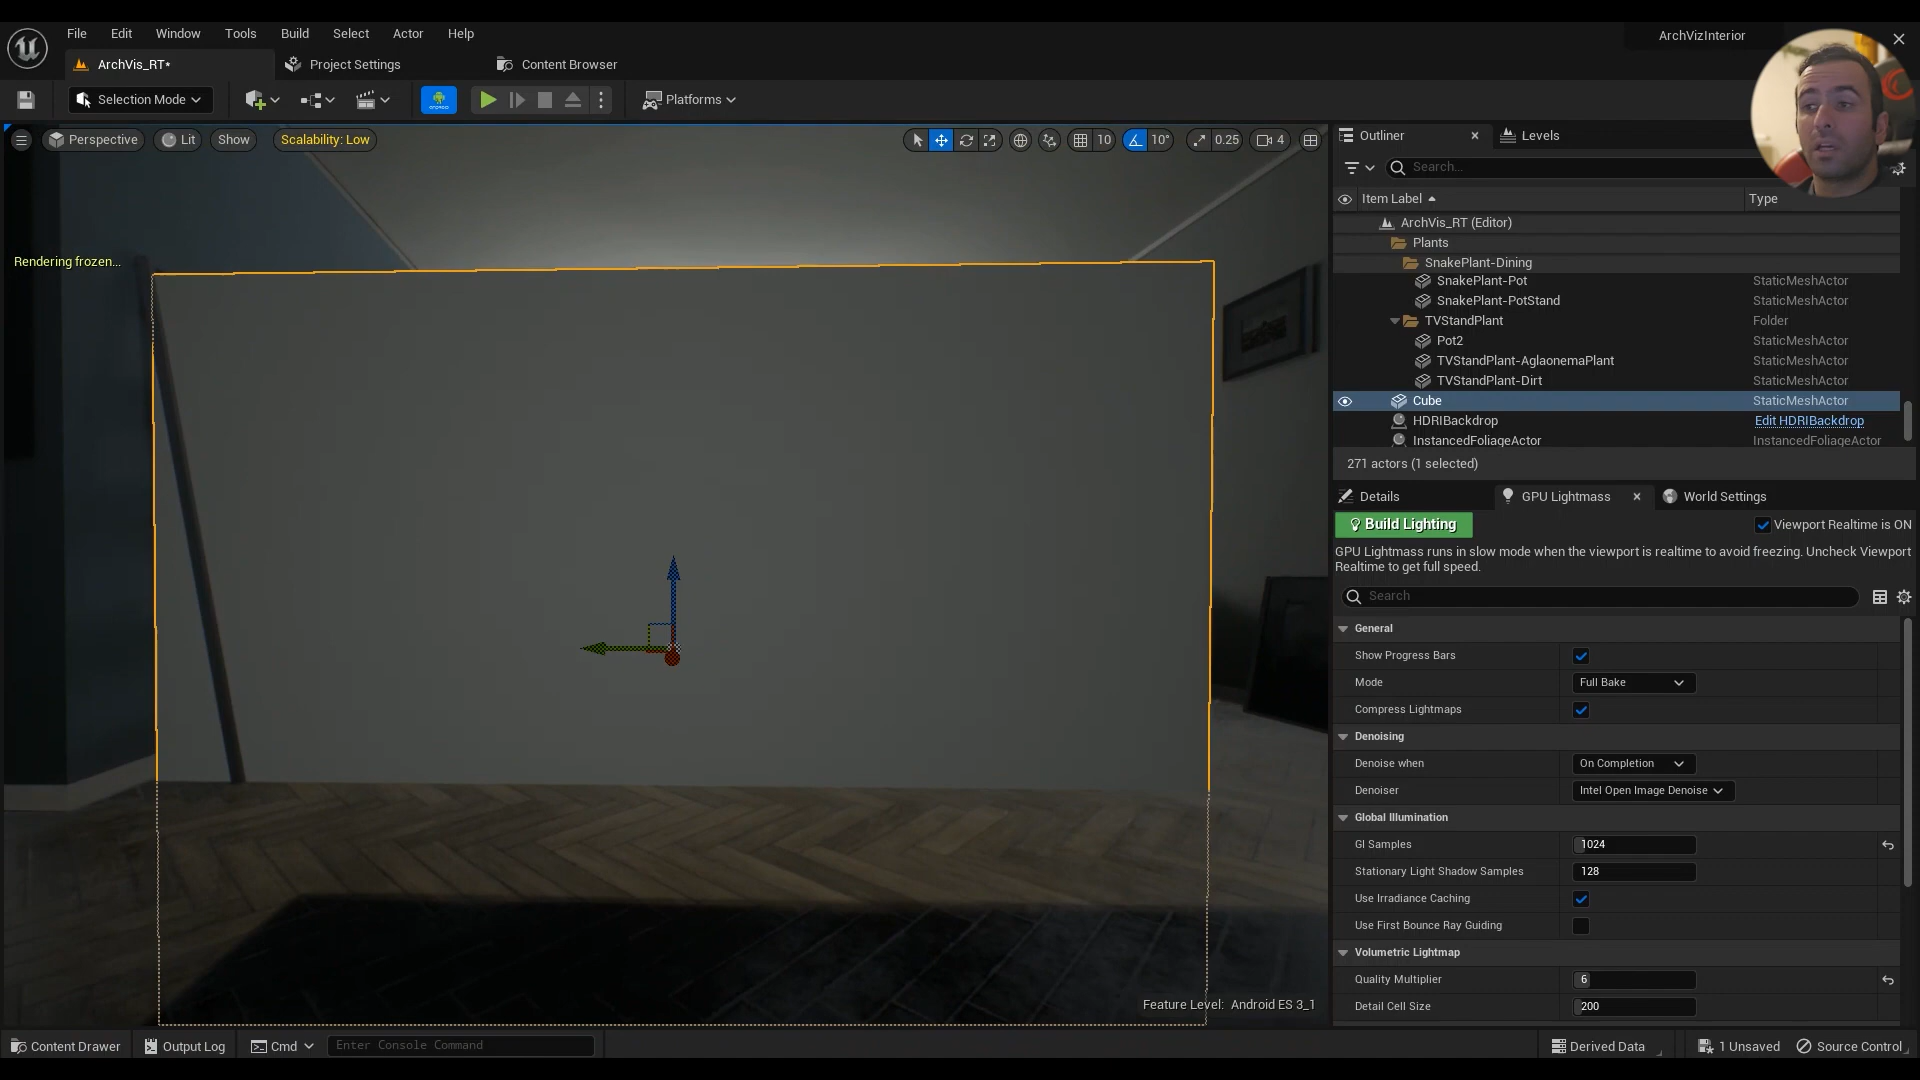 File Edit Window Tools Build Select Actor Help
ArchVizInterior
ArchVis_RT*
Project Settings
Content Browser
Selection Mode
Platforms
Perspective
Lit
Show
Scalability: Low
10
10°
0.25
4
Rendering frozen...
Feature Level: Android ES 3_1
Outliner
Levels
Search...
Item Label
Type
ArchVis_RT (Editor)
Plants
SnakePlant-Dining
SnakePlant-Pot StaticMeshActor
SnakePlant-PotStand StaticMeshActor
TVStandPlant Folder
Pot2 StaticMeshActor
TVStandPlant-AglaonemaPlant StaticMeshActor
TVStandPlant-Dirt StaticMeshActor
Cube StaticMeshActor
HDRIBackdrop Edit HDRIBackdrop
InstancedFoliageActor InstancedFoliageActor
271 actors (1 selected)
Details
GPU Lightmass
World Settings
Build Lighting
Viewport Realtime is ON
GPU Lightmass runs in slow mode when the viewport is realtime to avoid freezing. Uncheck Viewport
Realtime to get full speed.
Search
General
Show Progress Bars
Mode Full Bake
Compress Lightmaps
Denoising
Denoise when On Completion
Denoiser Intel Open Image Denoise
Global Illumination
GI Samples 1024
Stationary Light Shadow Samples 128
Use Irradiance Caching
Use First Bounce Ray Guiding
Volumetric Lightmap
Quality Multiplier 6
Detail Cell Size 200
Content Drawer
Output Log
Cmd
Enter Console Command
Derived Data
1 Unsaved
Source Control